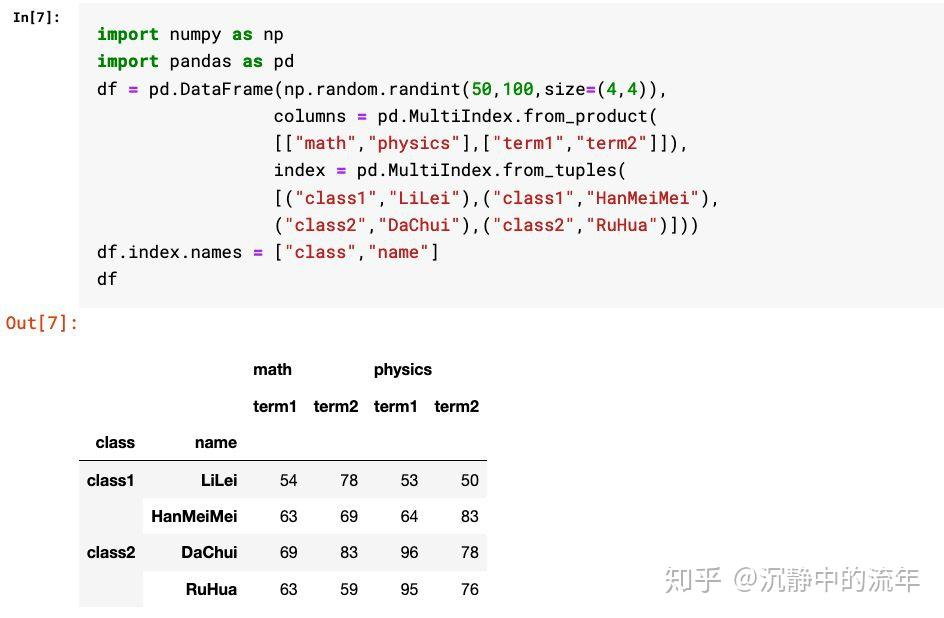 In[7]:
import numpy as np
import pandas as pd
df = pd.DataFrame(np.random.randint(50,100,size=(4,4)),
columns = pd.MultiIndex.from_product(
[["math","physics"],["term1","term2"]]),
index = pd.MultiIndex.from_tuples(
[("class1","LiLei"),("class1","HanMeiMei"),
("class2","DaChui"),("class2","RuHua")]))
df.index.names = ["class","name"]
df
Out[7]:
math physics
term1 term2 term1 term2
class name
class1 LiLei 54 78 53 50
HanMeiMei 63 69 64 83
class2 DaChui 69 83 96 78
RuHua 63 59 95 76
知乎 @沉静中的流年